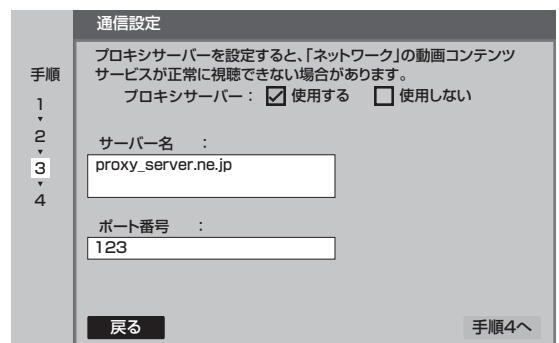 通信設定
プロキシサーバーを設定すると、「ネットワーク」の動画コンテンツ
サービスが正常に視聴できない場合があります。
プロキシサーバー： 使用する 使用しない
手順
1
2
3
4
サーバー名 ：
proxy_server.ne.jp
ポート番号 ：
123
戻る
手順4へ